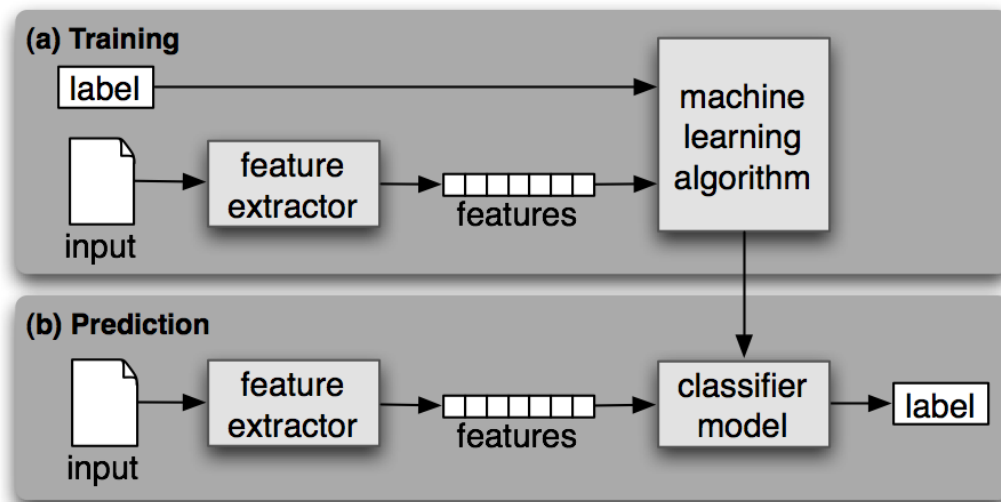 (a) Training
label
machine
learning
algorithm
feature
extractor
features
input
(b) Prediction
feature
extractor
features
input
classifier
model
label